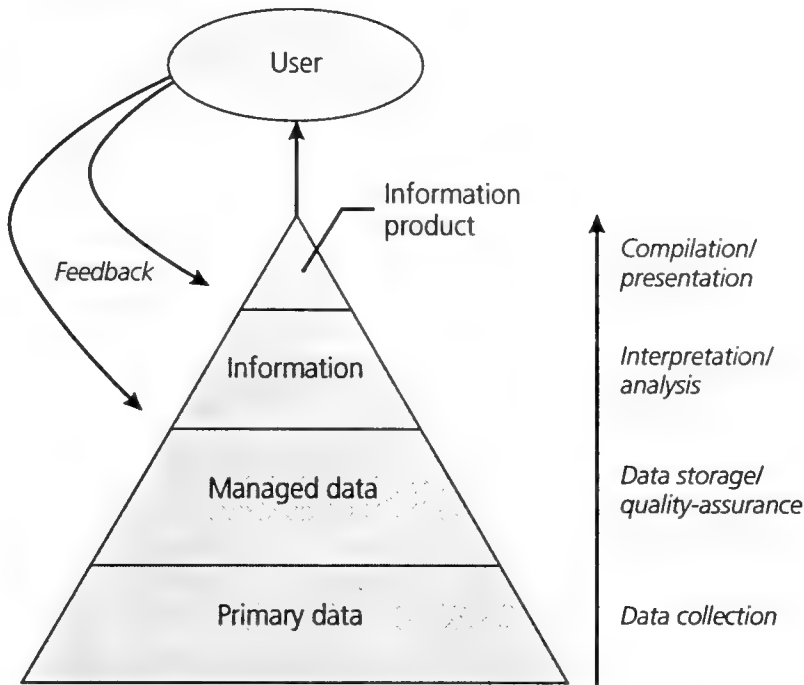 User
Information
product
Compilation/
presentation
Feedback
Interpretation/
analysis
Information
Data storage/
quality-assurance
Managed data
Primary data
Data collection